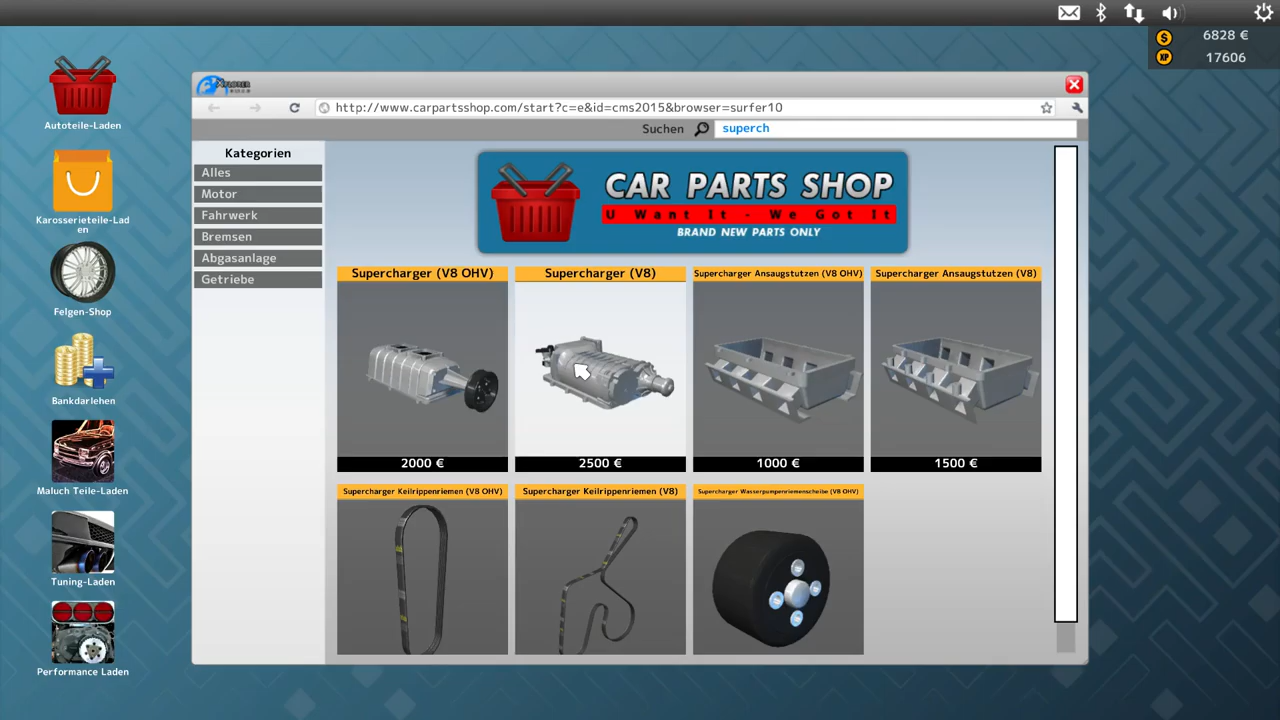 6828 €
17606
Autoteile-Laden
Karosserieteile-Lad
en
Felgen-Shop
Bankdarlehen
Maluch Teile-Laden
Tuning-Laden
Performance Laden
http://www.carpartsshop.com/start?c=e&id=cms2015&browser=surfer10
Suchen superch
Kategorien
Alles
Motor
Fahrwerk
Bremsen
Abgasanlage
Getriebe
CAR PARTS SHOP
U Want It - We Got It
BRAND NEW PARTS ONLY
Supercharger (V8 OHV)
Supercharger (V8)
Supercharger Ansaugstutzen (V8 OHV)
Supercharger Ansaugstutzen (V8)
2000 €
2500 €
1000 €
1500 €
Supercharger Keilrippenriemen (V8 OHV)
Supercharger Keilrippenriemen (V8)
Supercharger Wasserpumpenriemenscheibe (V8 OHV)